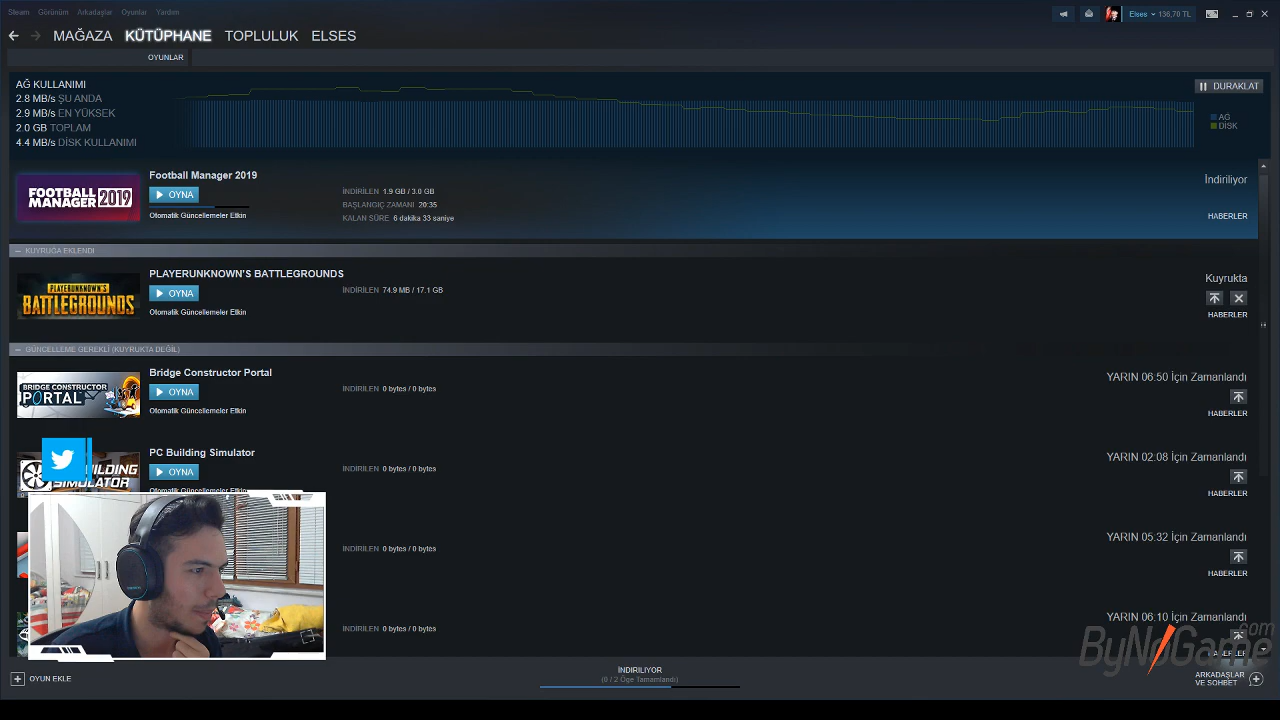 Steam Görünüm Arkadaşlar Oyunlar Yardım
Elses 136,70 TL
MAĞAZA KÜTÜPHANE TOPLULUK ELSES
OYUNLAR
AĞ KULLANIMI
2.8 MB/s ŞU ANDA
2.9 MB/s EN YÜKSEK
2.0 GB TOPLAM
4.4 MB/s DİSK KULLANIMI
DURAKLAT
AĞ
DİSK
FOOTBALL MANAGER 2019
Football Manager 2019
OYNA
Otomatik Güncellemeler Etkin
İNDİRİLEN 1.9 GB / 3.0 GB
BAŞLANGIÇ ZAMANI 20:35
KALAN SÜRE 6 dakika 33 saniye
İndiriliyor
HABERLER
KUYRUĞA EKLENDI
PLAYERUNKNOWN'S BATTLEGROUNDS
PLAYERUNKNOWN'S BATTLEGROUNDS
OYNA
Otomatik Güncellemeler Etkin
İNDİRİLEN 74.9 MB / 17.1 GB
Kuyrukta
HABERLER
GÜNCELLEME GEREKLİ (KUYRUKTA DEĞİL)
BRIDGE CONSTRUCTOR PORTAL
Bridge Constructor Portal
OYNA
Otomatik Güncellemeler Etkin
İNDİRİLEN 0 bytes / 0 bytes
YARIN 06:50 İçin Zamanlandı
HABERLER
PC Building Simulator
OYNA
Otomatik Güncellemeler Etkin
İNDİRİLEN 0 bytes / 0 bytes
YARIN 02:08 İçin Zamanlandı
HABERLER
İNDİRİLEN 0 bytes / 0 bytes
YARIN 05:32 İçin Zamanlandı
HABERLER
İNDİRİLEN 0 bytes / 0 bytes
YARIN 06:10 İçin Zamanlandı
HABERLER
ByNoGame.com
OYUN EKLE
İNDİRİLİYOR
(0 / 2 Öge Tamamlandı)
ARKADAŞLAR
VE SOHBET